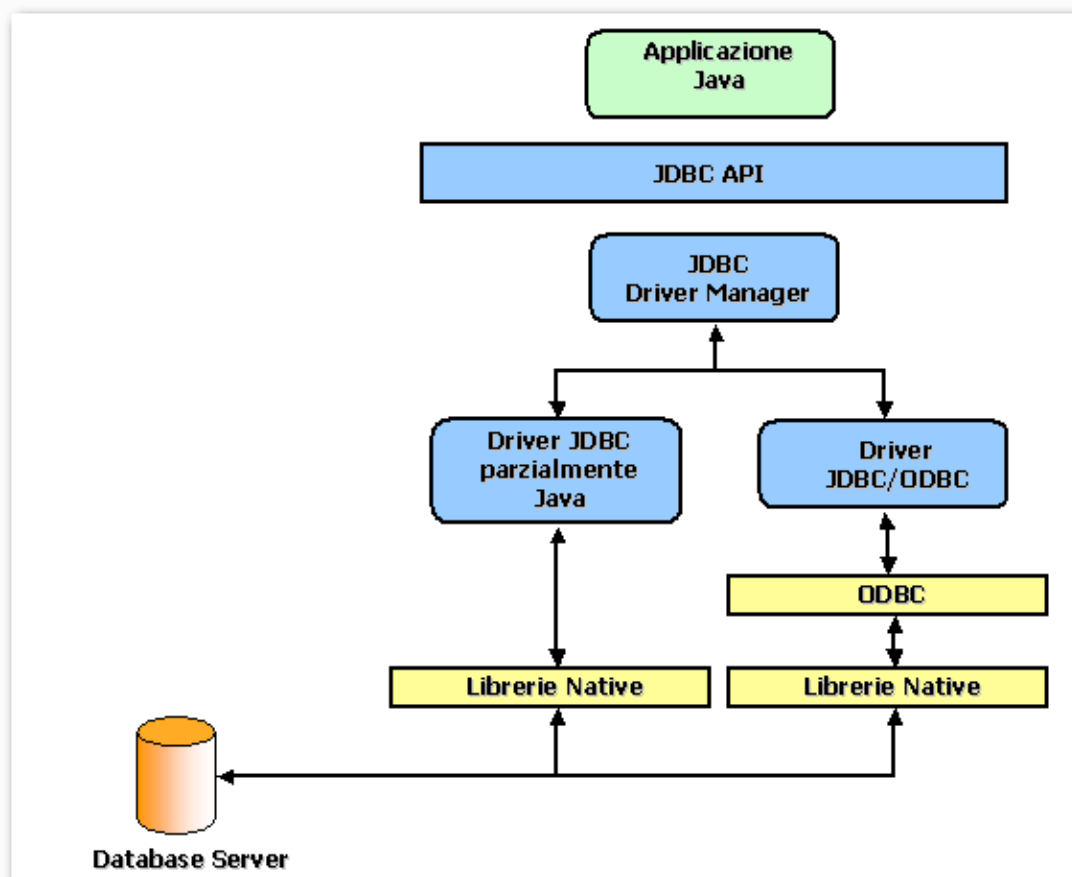 Applicazione
Java
JDBC API
JDBC
Driver Manager
Driver JDBC
parzialmente
Java
Driver
JDBC/ODBC
ODBC
Librerie Native
Librerie Native
Database Server